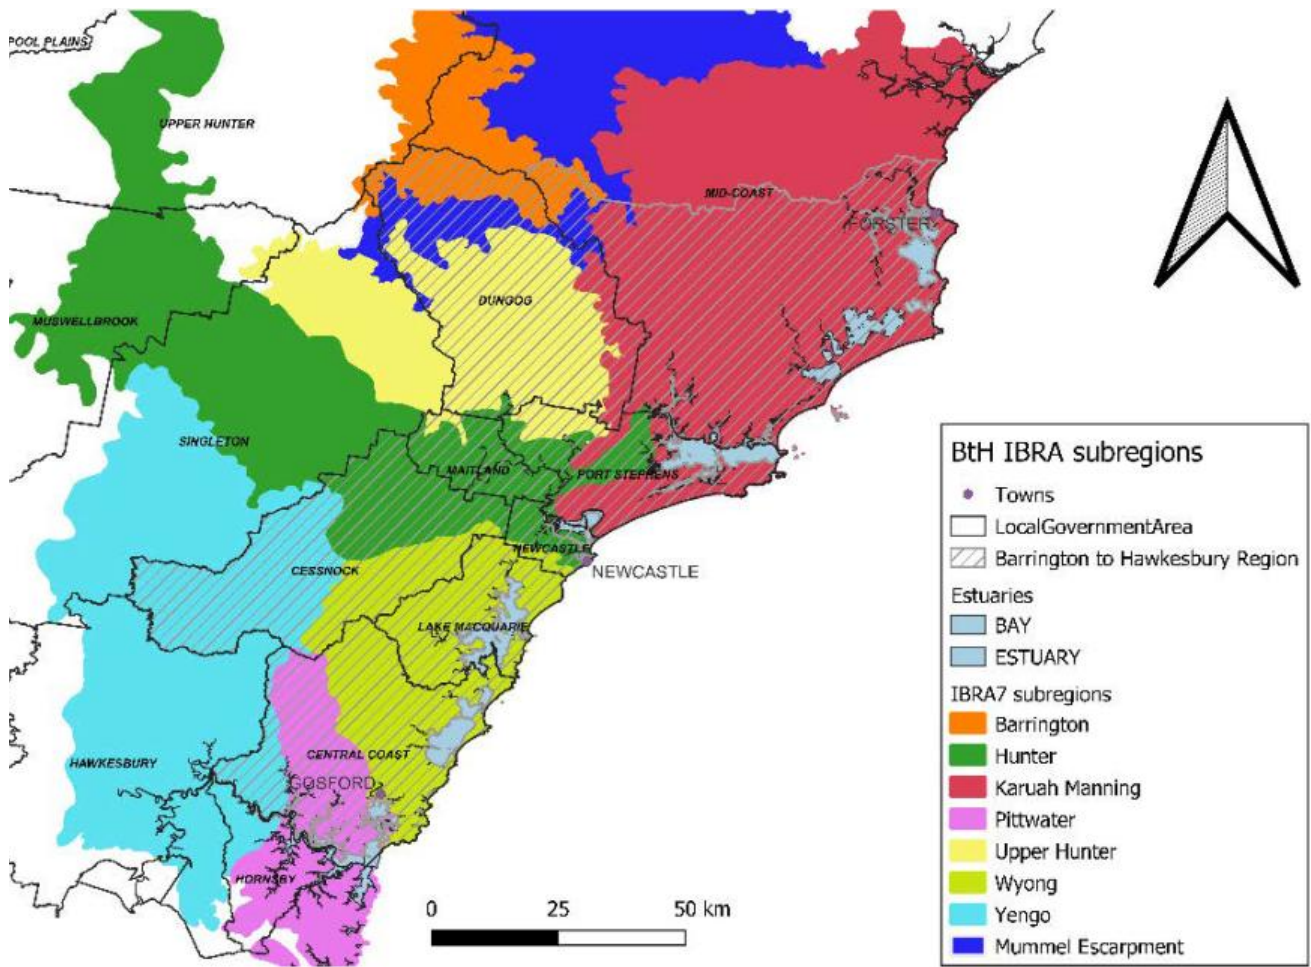 POOL PLAINS
UPPER HUNTER
MID-COAST
FORSTER
DUNGOG
MUSWELLBROOK
SINGLETON
MAITLAND
PORT STEPHENS
NEWCASTLE
NEWCASTLE
CESSNOCK
LAKE MACQUARIE
CENTRAL COAST
HAWKESBURY
GOSFORD
HORNSBY
0 25 50 km
BtH IBRA subregions
Towns
LocalGovernmentArea
Barrington to Hawkesbury Region
Estuaries
BAY
ESTUARY
IBRA7 subregions
Barrington
Hunter
Karuah Manning
Pittwater
Upper Hunter
Wyong
Yengo
Mummel Escarpment